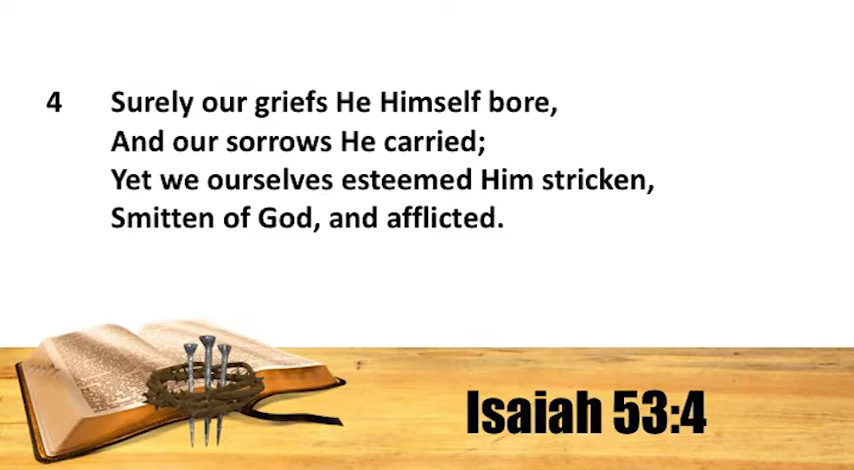 4 Surely our griefs He Himself bore,
And our sorrows He carried;
Yet we ourselves esteemed Him stricken,
Smitten of God, and afflicted.
Isaiah 53:4